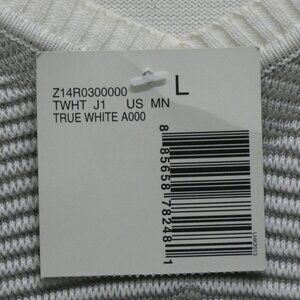 Z14R0300000
L
TWHT J1 US MN
TRUE WHITE A000
8 85658 78248 1